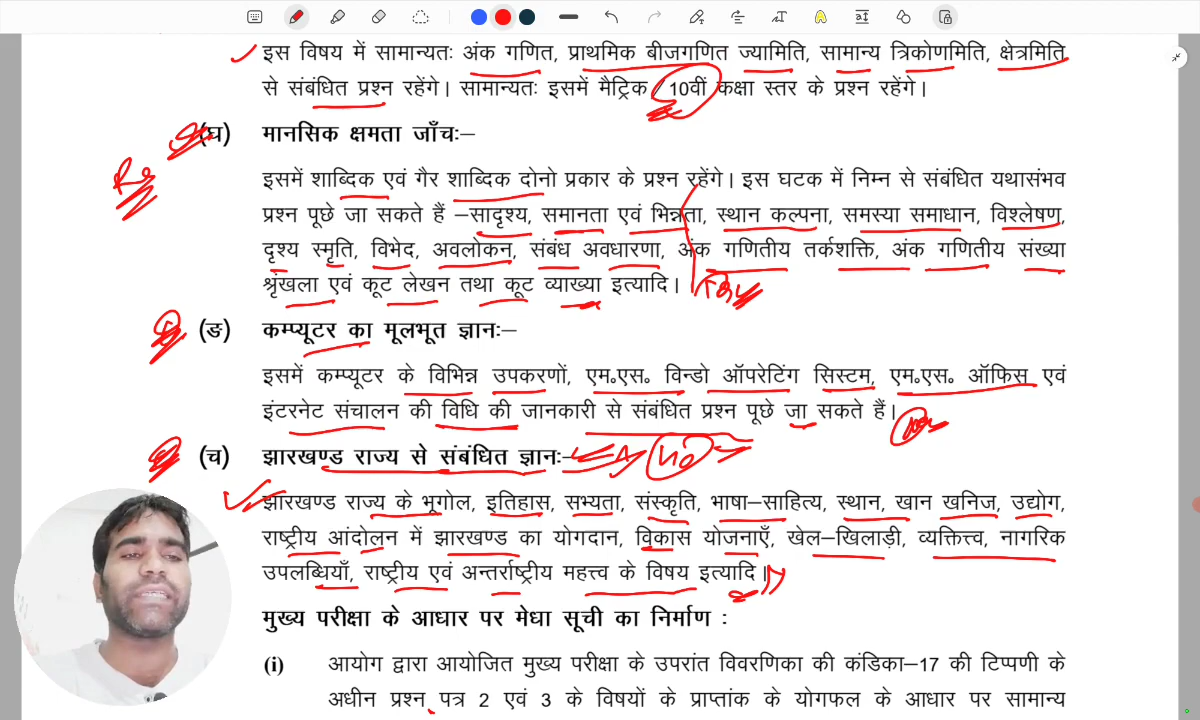 इस विषय में सामान्यतः अंक गणित, प्राथमिक बीजगणित ज्यामिति, सामान्य त्रिकोणमिति, क्षेत्रमिति
से संबंधित प्रश्न रहेंगे। सामान्यतः इसमें मैट्रिक / 10वीं कक्षा स्तर के प्रश्न रहेंगे।
(घ) मानसिक क्षमता जाँचः–
इसमें शाब्दिक एवं गैर शाब्दिक दोनो प्रकार के प्रश्न रहेंगे। इस घटक में निम्न से संबंधित यथासंभव
प्रश्न पूछे जा सकते हैं –सादृश्य, समानता एवं भिन्नता, स्थान कल्पना, समस्या समाधान, विश्लेषण,
दृश्य स्मृति, विभेद, अवलोकन, संबंध अवधारणा, अंक गणितीय तर्कशक्ति, अंक गणितीय संख्या
श्रृंखला एवं कूट लेखन तथा कूट व्याख्या इत्यादि।
(ङ) कम्प्यूटर का मूलभूत ज्ञानः–
इसमें कम्प्यूटर के विभिन्न उपकरणों, एम०एस० विन्डो ऑपरेटिंग सिस्टम, एम०एस० ऑफिस एवं
इंटरनेट संचालन की विधि की जानकारी से संबंधित प्रश्न पूछे जा सकते हैं।
(च) झारखण्ड राज्य से संबंधित ज्ञानः–
झारखण्ड राज्य के भूगोल, इतिहास, सभ्यता, संस्कृति, भाषा–साहित्य, स्थान, खान खनिज, उद्योग,
राष्ट्रीय आंदोलन में झारखण्ड का योगदान, विकास योजनाएँ, खेल–खिलाड़ी, व्यक्तित्त्व, नागरिक
उपलब्धियाँ, राष्ट्रीय एवं अन्तर्राष्ट्रीय महत्त्व के विषय इत्यादि।
मुख्य परीक्षा के आधार पर मेधा सूची का निर्माण :
(i) आयोग द्वारा आयोजित मुख्य परीक्षा के उपरांत विवरणिका की कंडिका–17 की टिप्पणी के
अधीन प्रश्न पत्र 2 एवं 3 के विषयों के प्राप्तांक के योगफल के आधार पर सामान्य